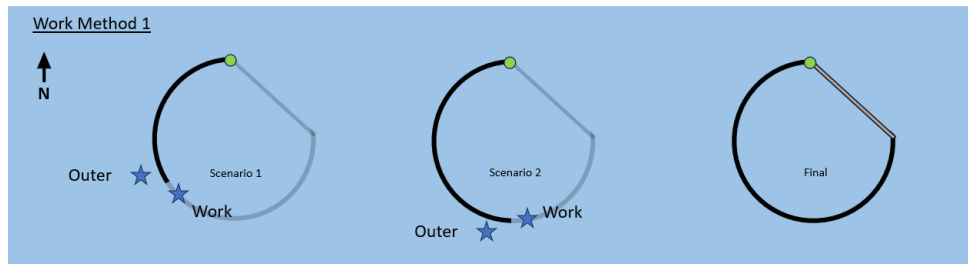 Work Method 1
N
Outer
Scenario 1
Work
Scenario 2
Outer
Work
Final